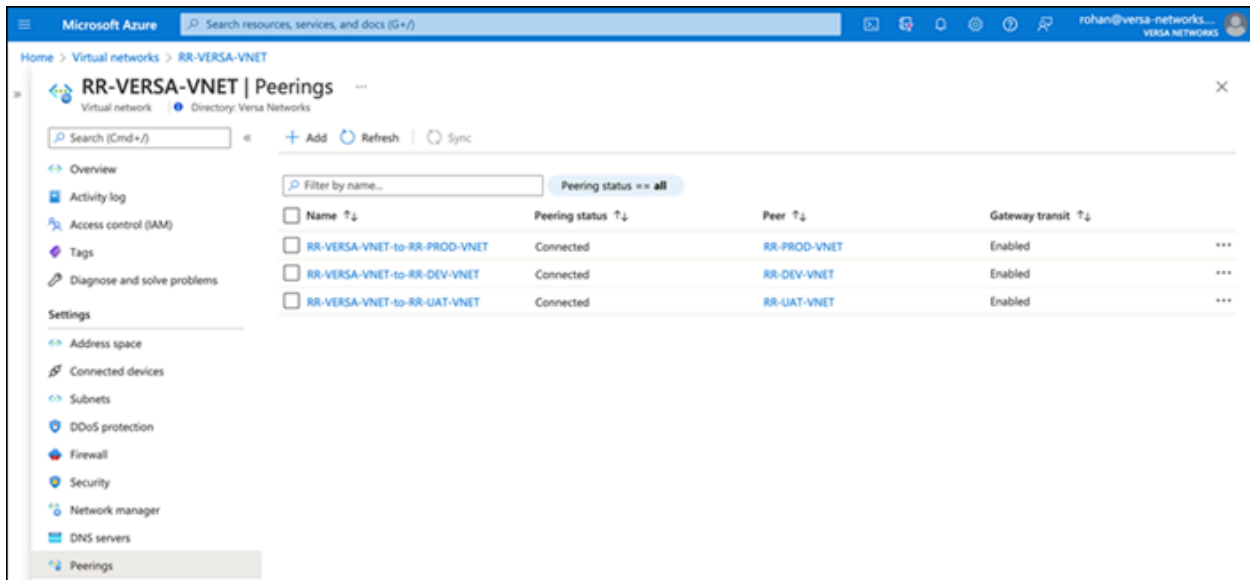 Microsoft Azure
Search resources, services, and docs (G+/)
rohan@versa-networks....
VERSA NETWORKS
Home > Virtual networks > RR-VERSA-VNET
RR-VERSA-VNET | Peerings ...
Virtual network
Directory: Versa Networks
Search (Cmd+/)
Overview
Activity log
Access control (IAM)
Tags
Diagnose and solve problems
Settings
Address space
Connected devices
Subnets
DDoS protection
Firewall
Security
Network manager
DNS servers
Peerings
Add Refresh Sync
Filter by name...
Peering status == all
Name Peering status Peer Gateway transit
RR-VERSA-VNET-to-RR-PROD-VNET Connected RR-PROD-VNET Enabled
RR-VERSA-VNET-to-RR-DEV-VNET Connected RR-DEV-VNET Enabled
RR-VERSA-VNET-to-RR-UAT-VNET Connected RR-UAT-VNET Enabled